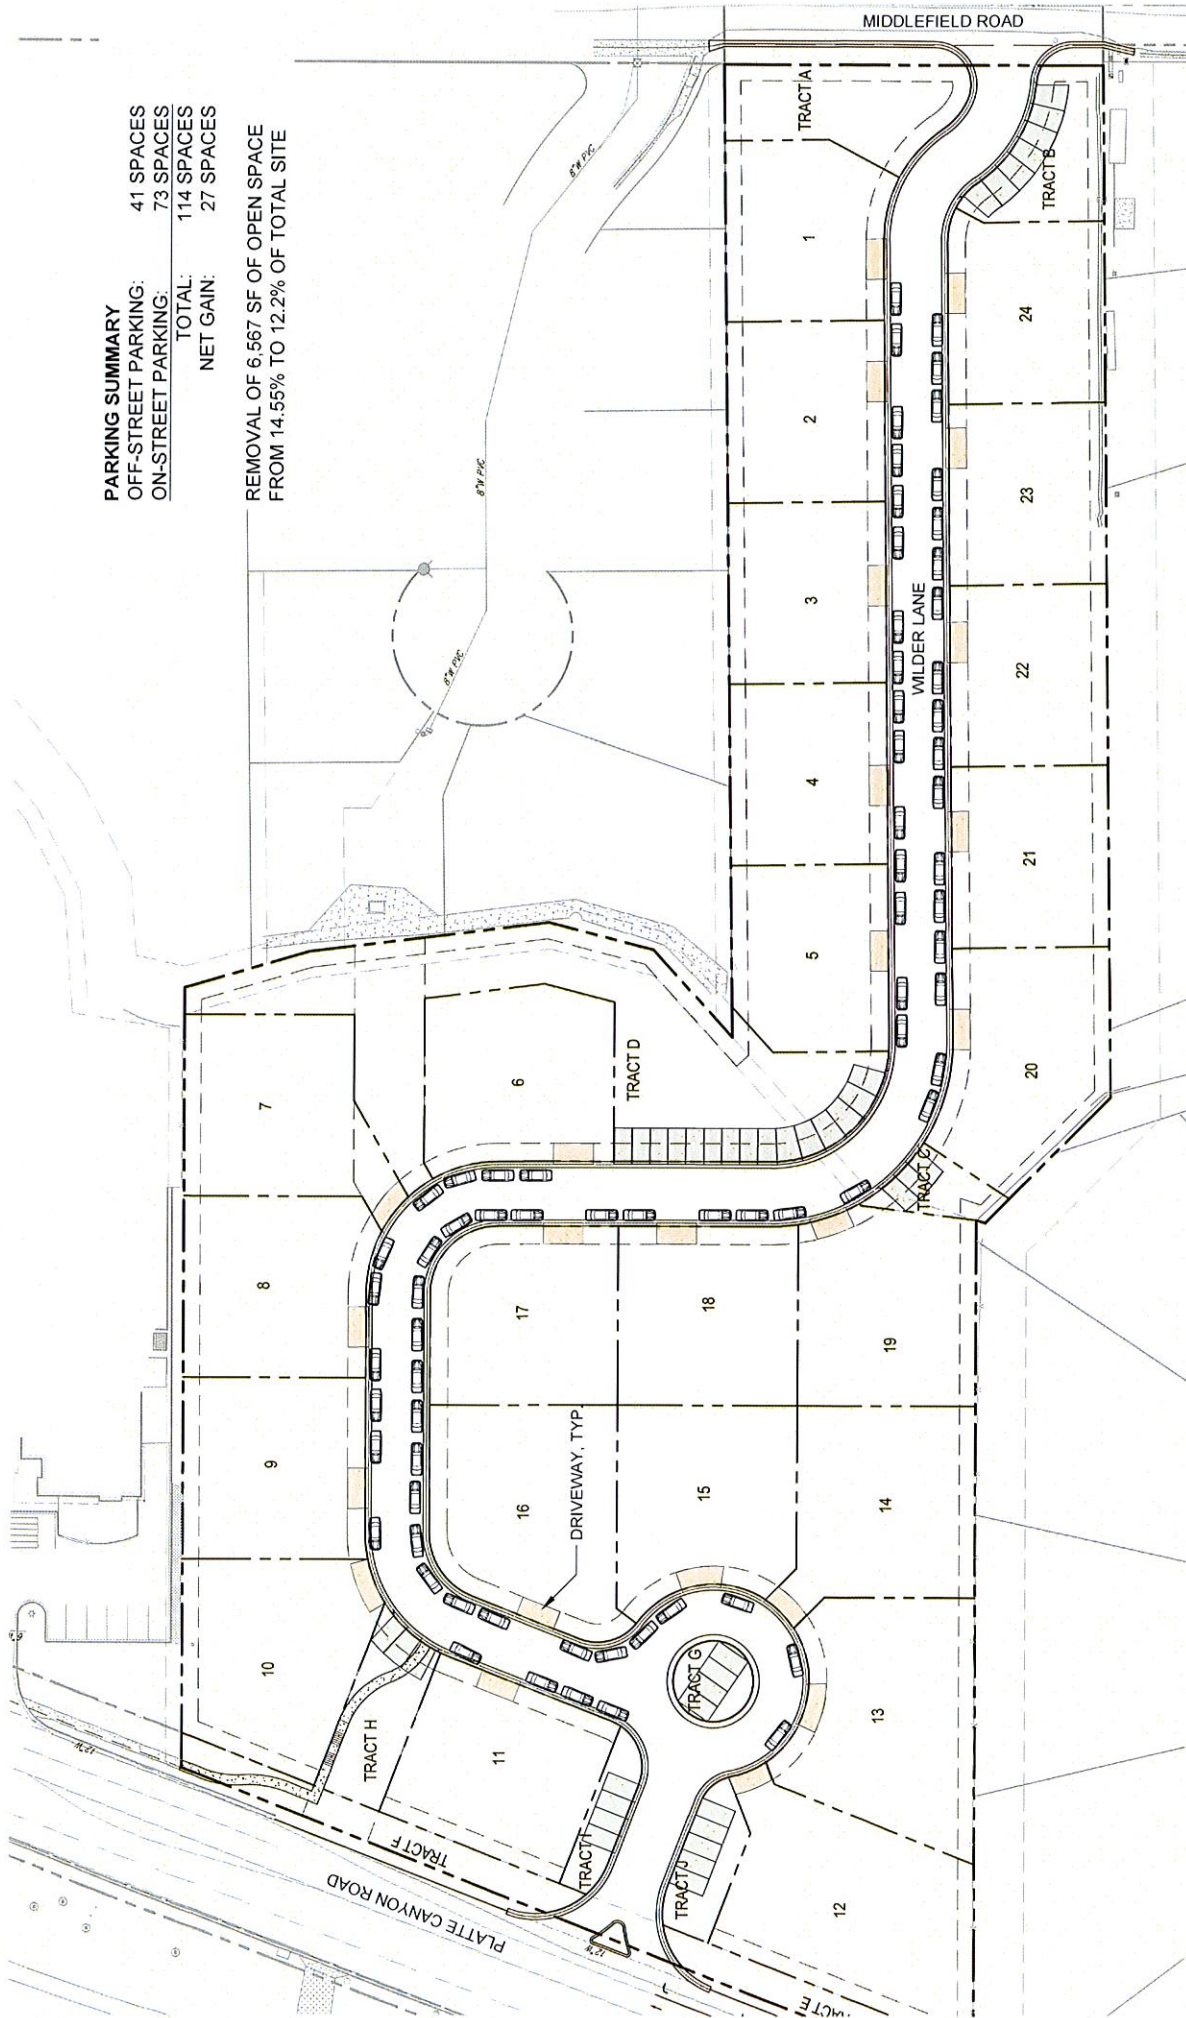 MIDDLEFIELD ROAD
PARKING SUMMARY
OFF-STREET PARKING: 41 SPACES
ON-STREET PARKING: 73 SPACES
TOTAL: 114 SPACES
NET GAIN: 27 SPACES
REMOVAL OF 6,567 SF OF OPEN SPACE
FROM 14.55% TO 12.2% OF TOTAL SITE
8"W PVC
8"W PVC
8"W PVC
TRACT A
TRACT B
1
2
3
4
5
24
23
22
21
20
WILDER LANE
TRACT C
TRACT D
6
7
8
9
10
11
12
13
14
15
16
17
18
19
DRIVEWAY, TYP.
TRACT G
TRACT H
TRACT F
TRACT I
TRACT J
PLATTE CANYON ROAD
12"W
12"W
RACT E